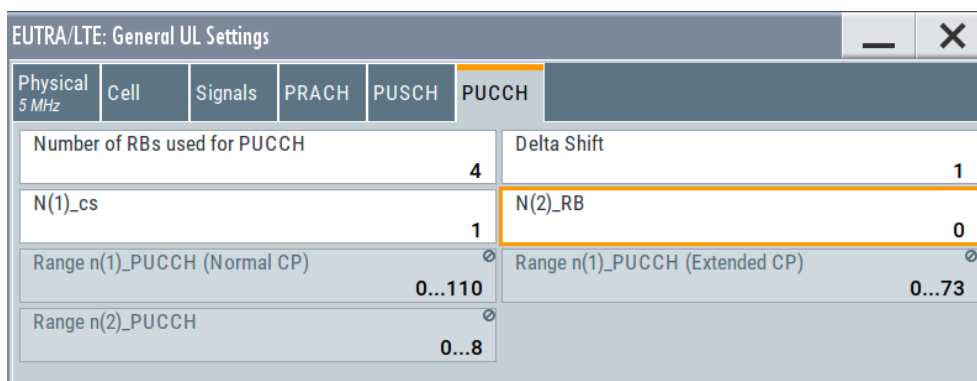 EUTRA/LTE: General UL Settings
Physical 5 MHz
Cell
Signals
PRACH
PUSCH
PUCCH
Number of RBs used for PUCCH
4
Delta Shift
1
N(1)_cs
1
N(2)_RB
0
Range n(1)_PUCCH (Normal CP)
0...110
Range n(1)_PUCCH (Extended CP)
0...73
Range n(2)_PUCCH
0...8